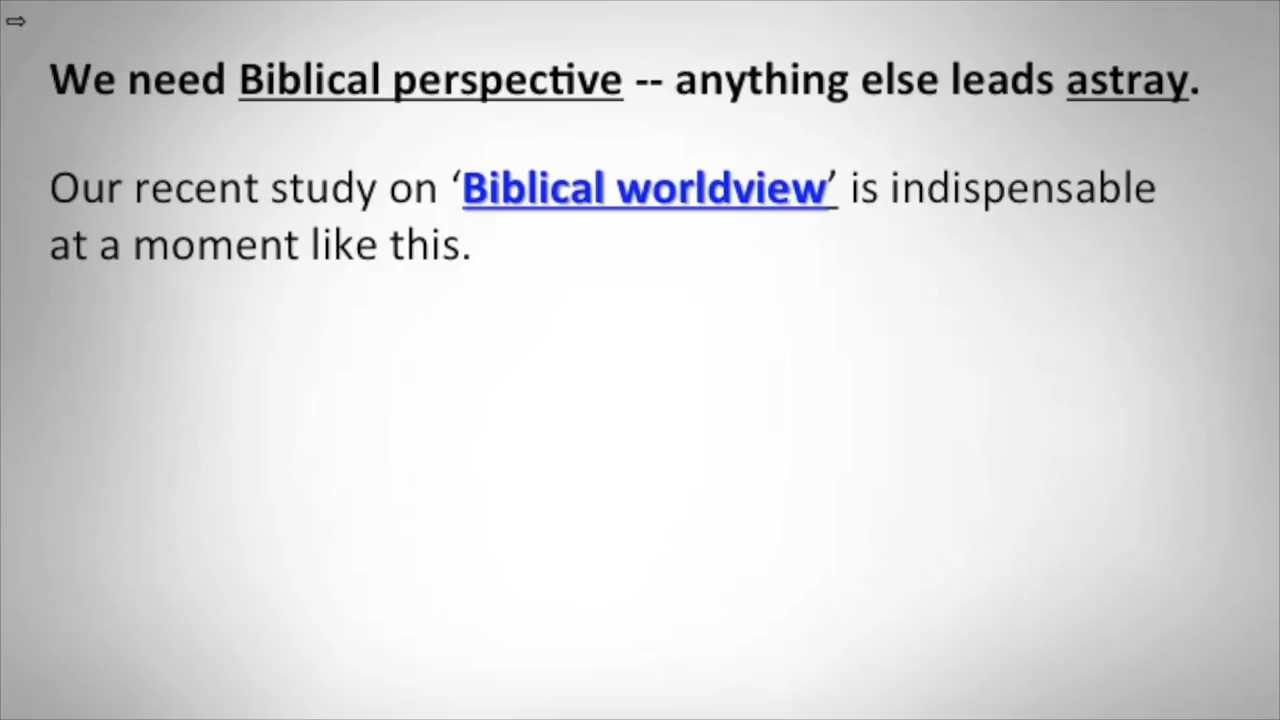 ⇨
We need Biblical perspective -- anything else leads astray.
Our recent study on ‘Biblical worldview’ is indispensable
at a moment like this.